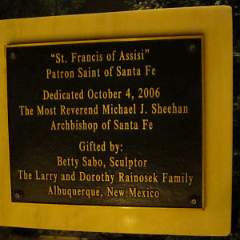 "St. Francis of Assisi"
Patron Saint of Santa Fe
Dedicated October 4, 2006
The Most Reverend Michael J. Sheehan
Archbishop of Santa Fe
Gifted by:
Betty Sabo, Sculptor
The Larry and Dorothy Rainosek Family
Albuquerque, New Mexico